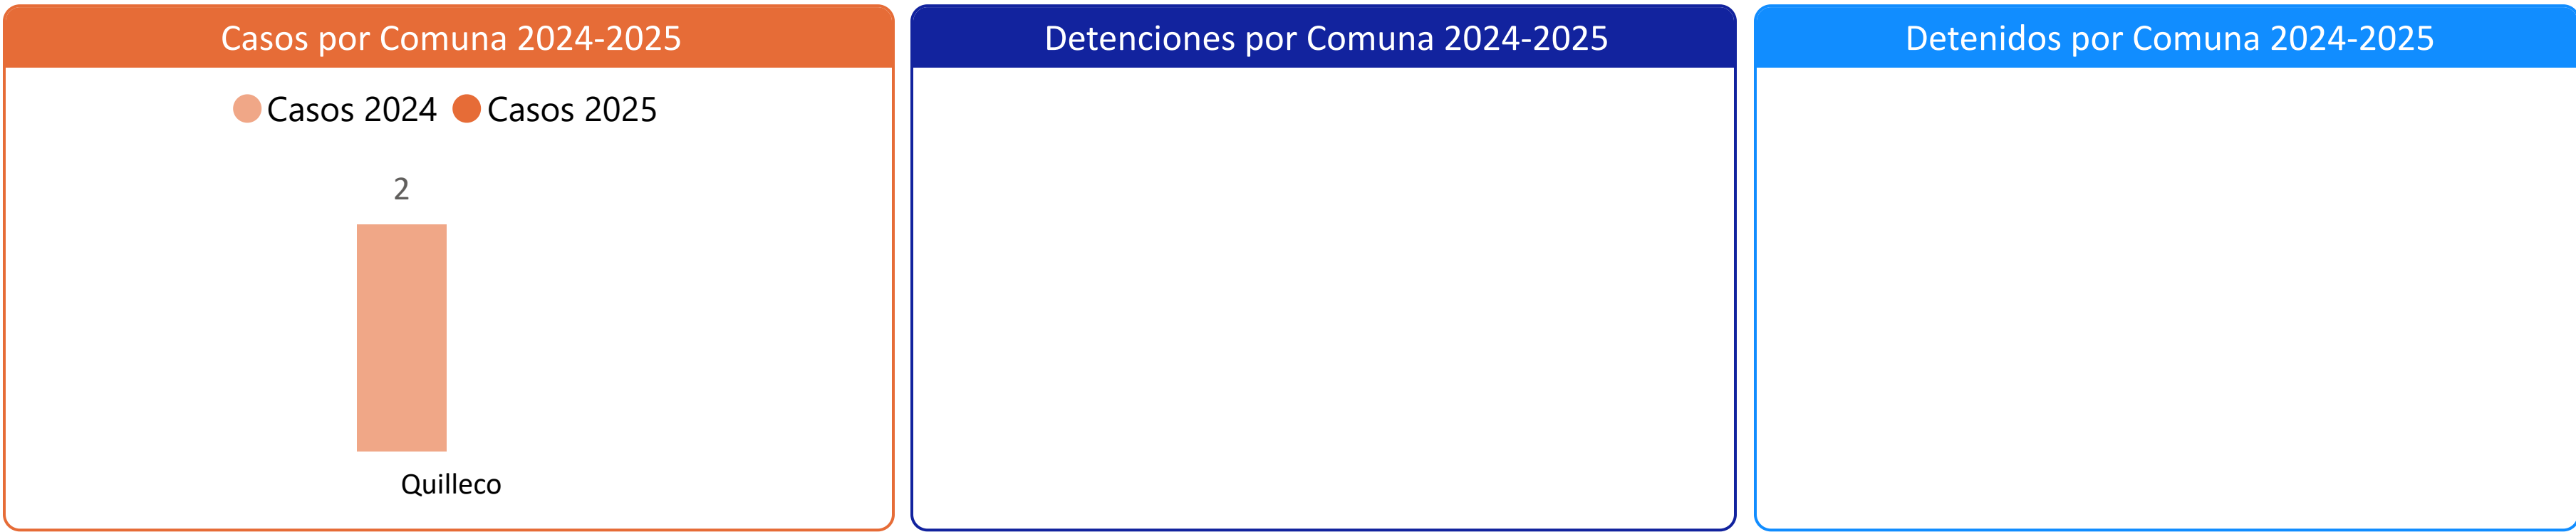 Casos por Comuna 2024-2025
Casos 2024 Casos 2025
2
Quilleco
Detenciones por Comuna 2024-2025
Detenidos por Comuna 2024-2025